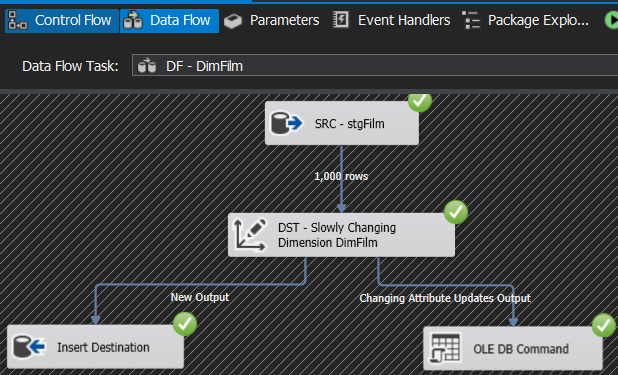 Control Flow
Data Flow
Parameters
Event Handlers
Package Explo...
Data Flow Task:
DF - DimFilm
SRC - stgFilm
1,000 rows
DST - Slowly Changing
Dimension DimFilm
New Output
Changing Attribute Updates Output
Insert Destination
OLE DB Command